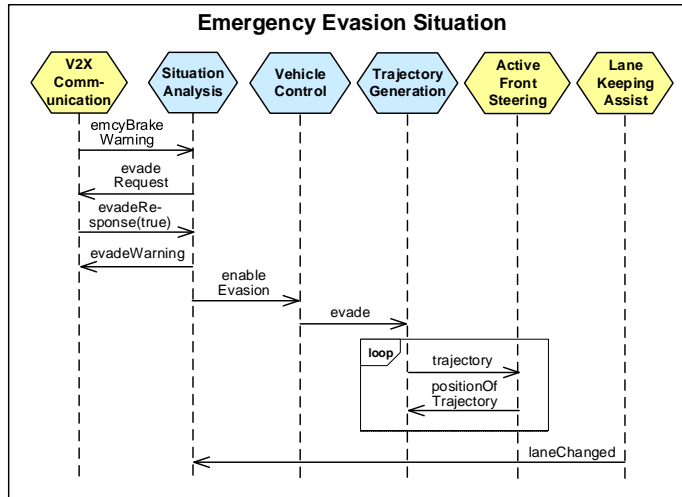 Emergency Evasion Situation
V2X
Comm-
unication
Situation
Analysis
Vehicle
Control
Trajectory
Generation
Active
Front
Steering
Lane
Keeping
Assist
emcyBrake
Warning
evade
Request
evadeRe-
sponse(true)
evadeWarning
enable
Evasion
evade
loop
trajectory
positionOf
Trajectory
laneChanged